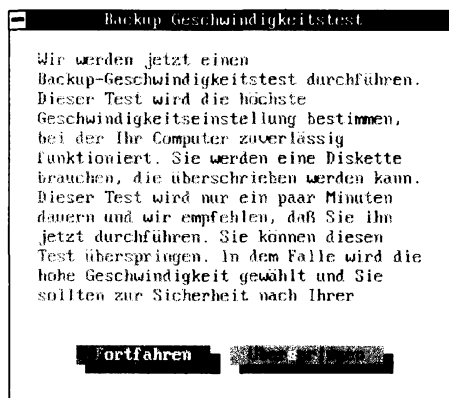 Backup Geschwindigkeitstest
Wir werden jetzt einen
Backup-Geschwindigkeitstest durchführen.
Dieser Test wird die höchste
Geschwindigkeitseinstellung bestimmen,
bei der Ihr Computer zuverlässig
funktioniert. Sie werden eine Diskette
brauchen, die überschrieben werden kann.
Dieser Test wird nur ein paar Minuten
dauern und wir empfehlen, daß Sie ihn
jetzt durchführen. Sie können diesen
Test überspringen. In dem Falle wird die
hohe Geschwindigkeit gewählt und Sie
sollten zur Sicherheit nach Ihrer
Fortfahren